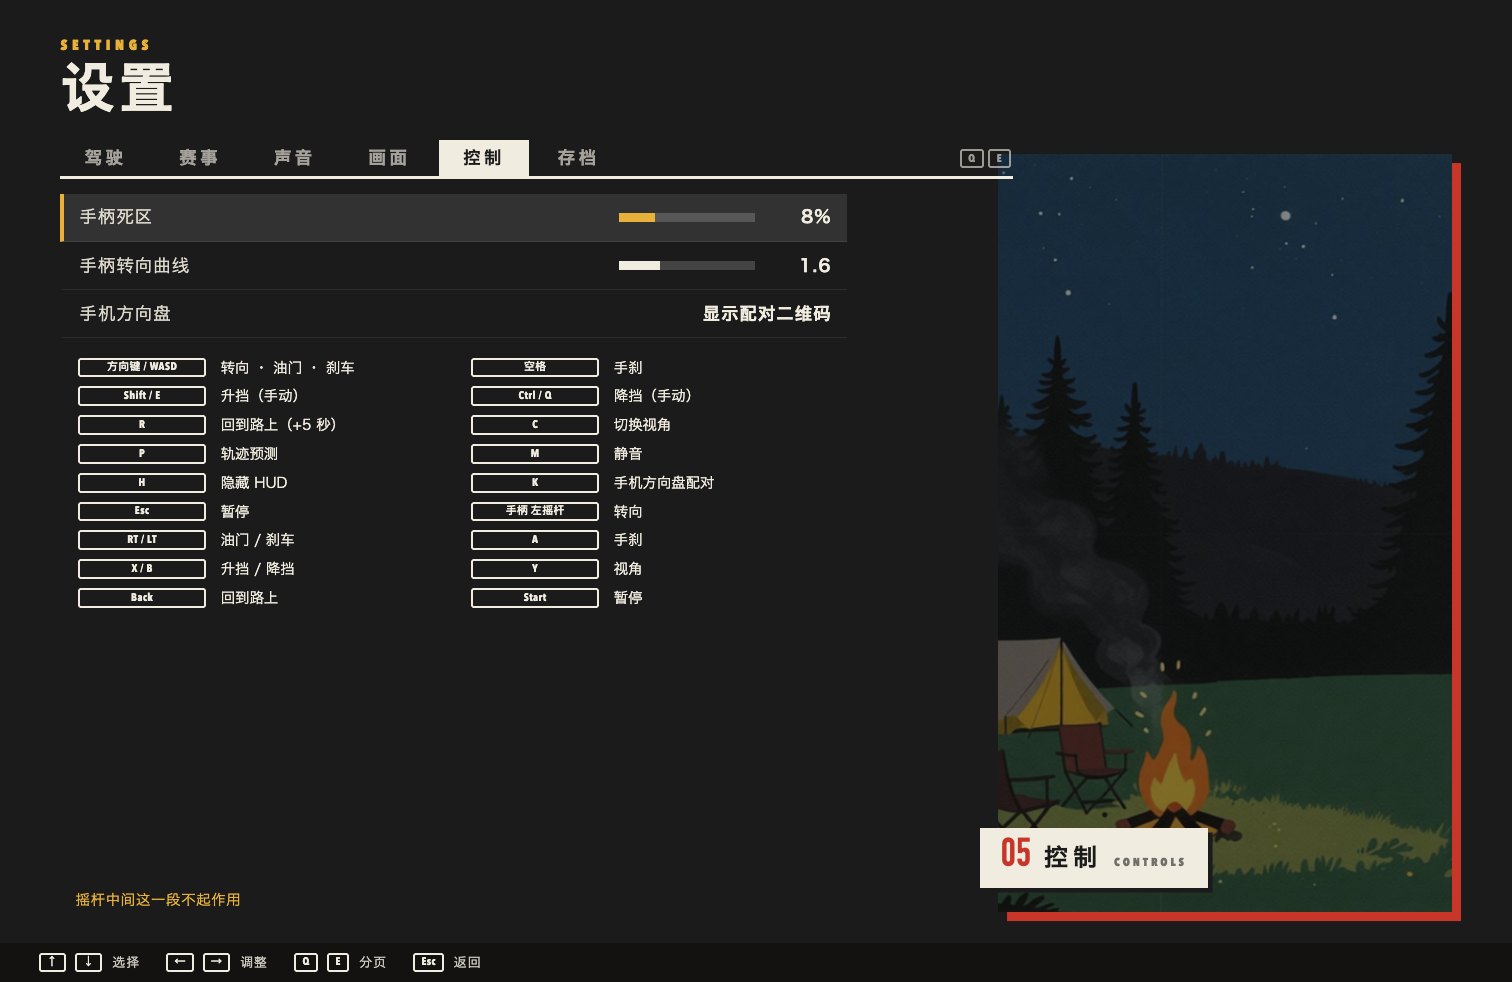 SETTINGS
设置
驾驶 赛事 声音 画面 控制 存档 Q E
手柄死区 8%
手柄转向曲线 1.6
手机方向盘 显示配对二维码
方向键 / WASD 转向 · 油门 · 刹车 空格 手刹
Shift / E 升挡（手动） Ctrl / Q 降挡（手动）
R 回到路上（+5 秒） C 切换视角
P 轨迹预测 M 静音
H 隐藏 HUD K 手机方向盘配对
Esc 暂停 手柄 左摇杆 转向
RT / LT 油门 / 刹车 A 手刹
X / B 升挡 / 降挡 Y 视角
Back 回到路上 Start 暂停
05 控制 CONTROLS
摇杆中间这一段不起作用
↑ ↓ 选择 ← → 调整 Q E 分页 Esc 返回